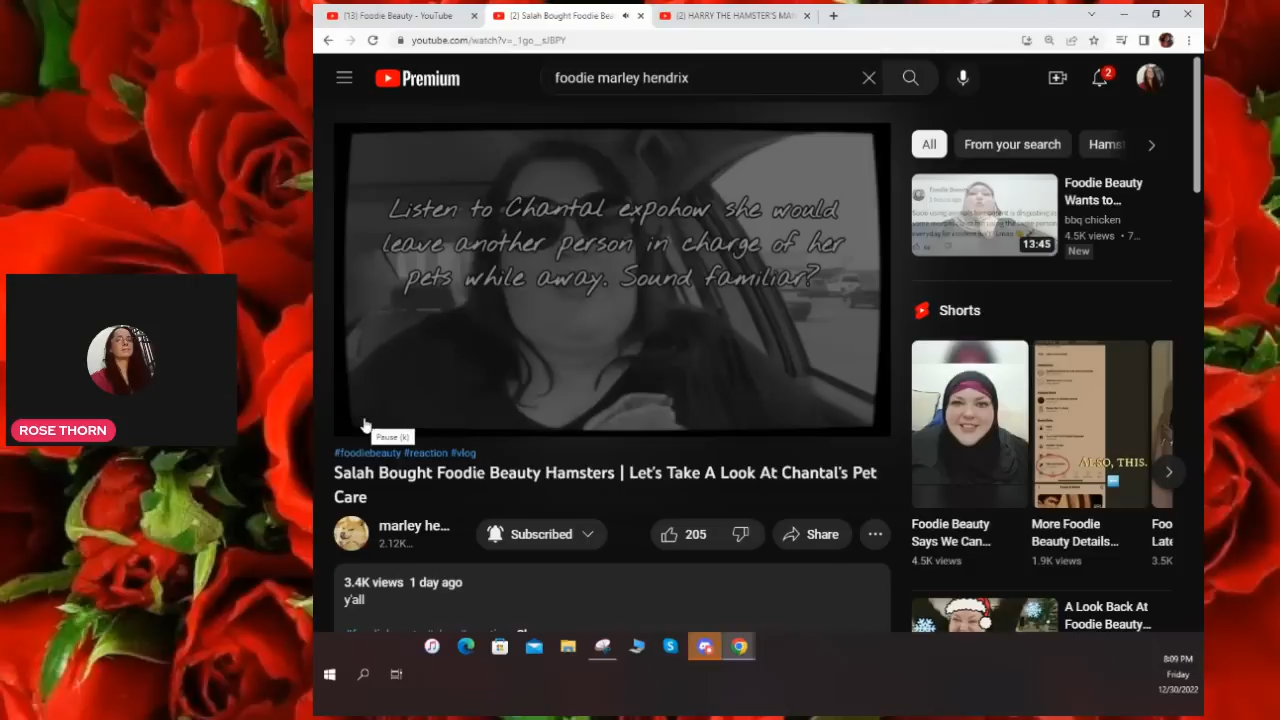 (13) Foodie Beauty - YouTube
(2) Salah Bought Foodie Bea
(2) HARRY THE HAMSTER'S MA
youtube.com/watch?v=_1go__sJBPY
Premium
foodie marley hendrix
2
Listen to Chantal expohow she would
leave another person in charge of her
pets while away. Sound familiar?
Pause (k)
ROSE THORN
#foodiebeauty #reaction #vlog
Salah Bought Foodie Beauty Hamsters | Let's Take A Look At Chantal's Pet
Care
marley he...
2.12K...
Subscribed
205
Share
3.4K views 1 day ago
y'all
All
From your search
Hams
13:45
Foodie Beauty
Wants to...
bbq chicken
4.5K views • 7...
New
Shorts
ALSO, THIS.
Foodie Beauty
Says We Can...
4.5K views
More Foodie
Beauty Details...
1.9K views
Foo
Late
3.5K
A Look Back At
Foodie Beauty...
8:09 PM
Friday
12/30/2022